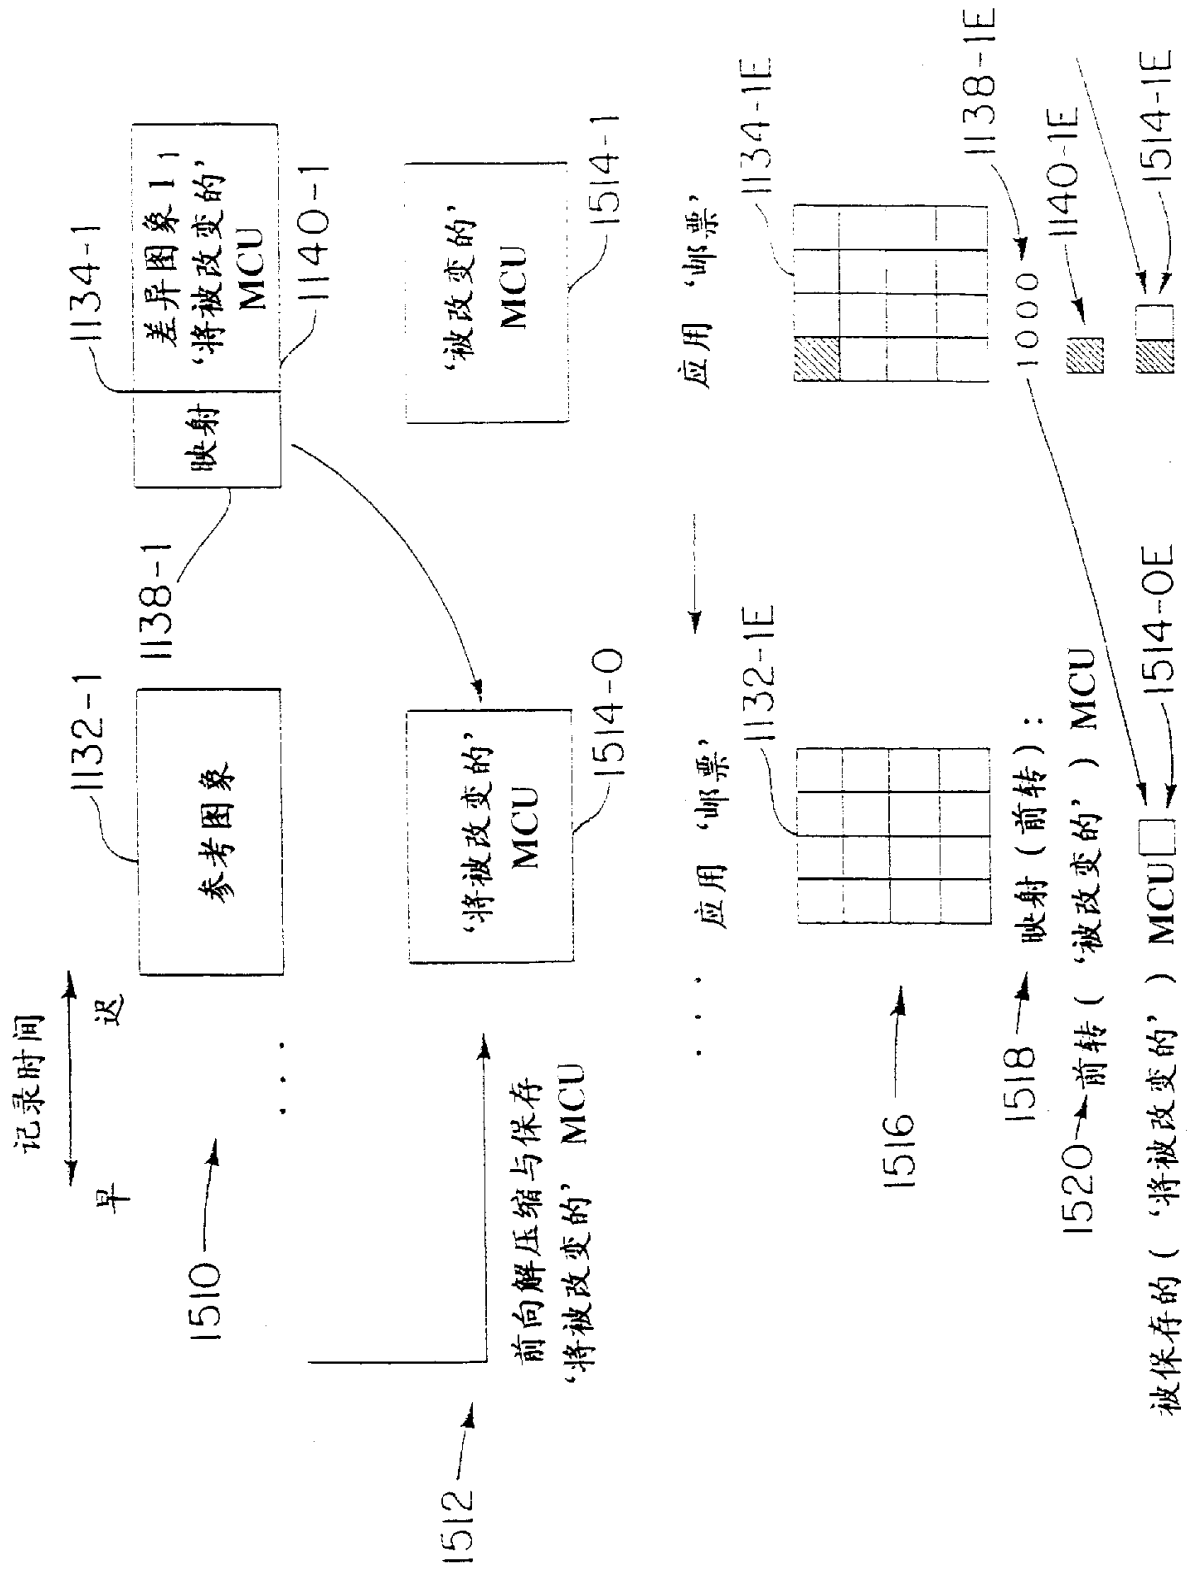 记录时间
早
迟
1510
1132-1
参考图象
1138-1
1134-1
映射
差异图象1；
‘将被改变的’
MCU
1140-1
1512
前向解压缩与保存
‘将被改变的’ MCU
‘将被改变的’
MCU
1514-0
‘被改变的’
MCU
1514-1
应用 ‘邮票’
应用 ‘邮票’
1132-1E
1134-1E
1516
1518
映射（前转）：
1000
1138-1E
1520
前转（‘被改变的’）MCU
1140-1E
被保存的（‘将被改变的’）MCU
1514-0E
1514-1E